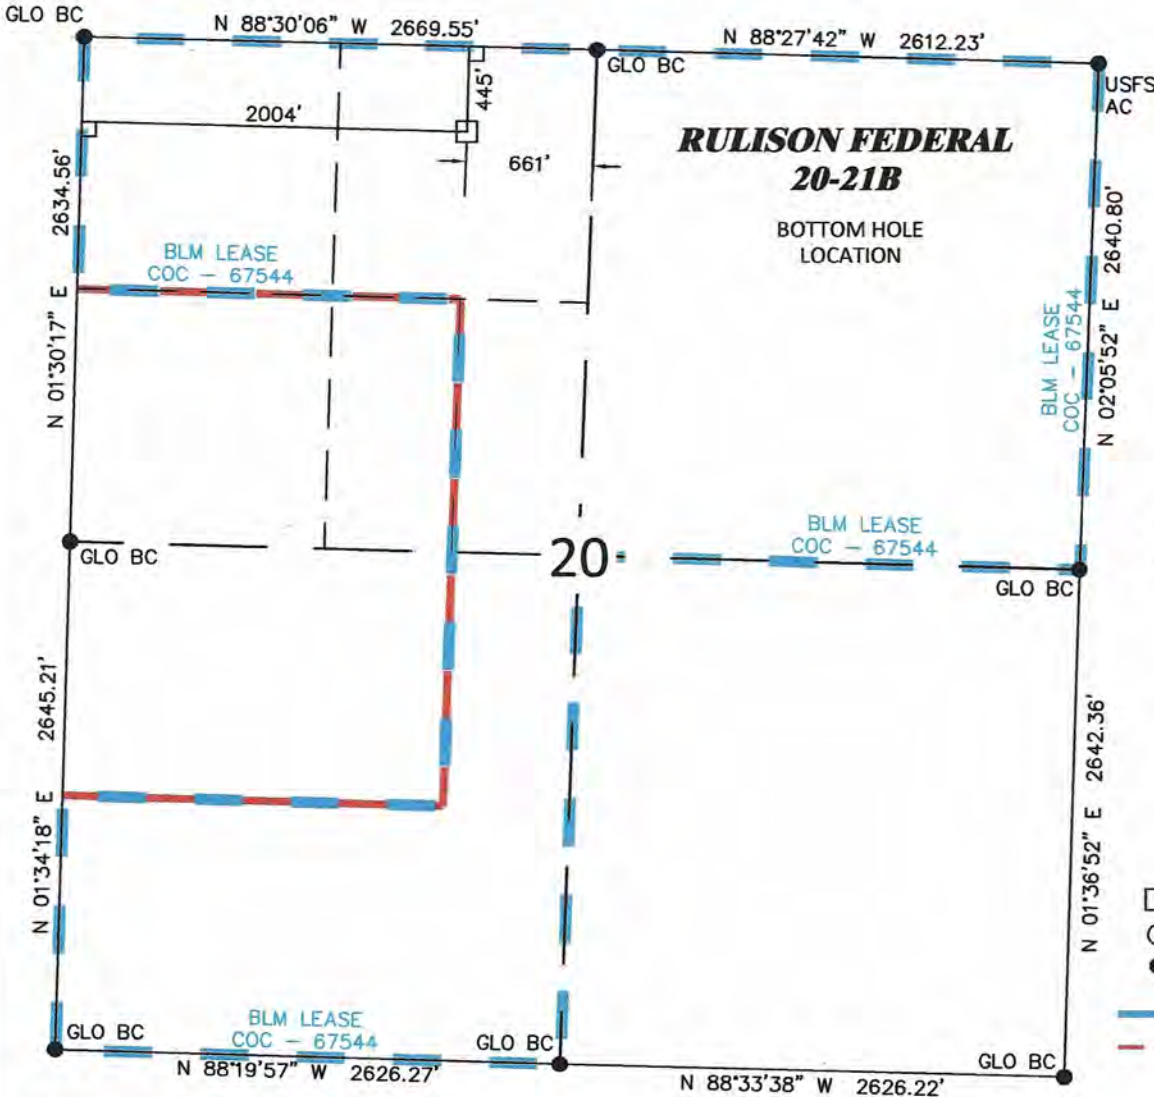 GLO BC
N 88°30'06" W 2669.55'
N 88°27'42" W 2612.23'
GLO BC
USFS
AC
445'
2004'
661'
RULISON FEDERAL
20-21B
BOTTOM HOLE
LOCATION
2634.56'
N 01°30'17" E
BLM LEASE
COC - 67544
2640.80'
N 02°05'52" E
BLM LEASE
COC - 67544
BLM LEASE
COC - 67544
GLO BC
20
GLO BC
2645.21'
N 01°34'18" E
2642.36'
N 01°36'52" E
GLO BC
BLM LEASE
COC - 67544
GLO BC
GLO BC
N 88°19'57" W 2626.27'
N 88°33'38" W 2626.22'